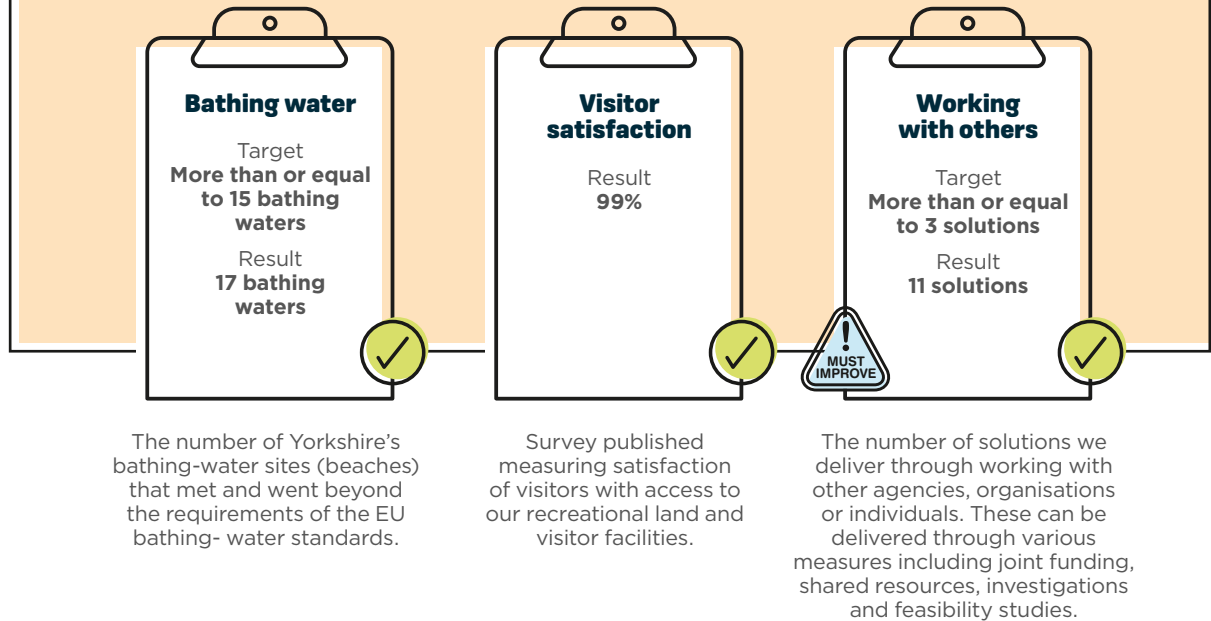 Bathing water
Target
More than or equal
to 15 bathing
waters
Result
17 bathing
waters
The number of Yorkshire's
bathing-water sites (beaches)
that met and went beyond
the requirements of the EU
bathing- water standards.
Visitor
satisfaction
Result
99%
Survey published
measuring satisfaction
of visitors with access to
our recreational land and
visitor facilities.
Working
with others
Target
More than or equal
to 3 solutions
Result
11 solutions
!
MUST
IMPROVE
The number of solutions we
deliver through working with
other agencies, organisations
or individuals. These can be
delivered through various
measures including joint funding,
shared resources, investigations
and feasibility studies.